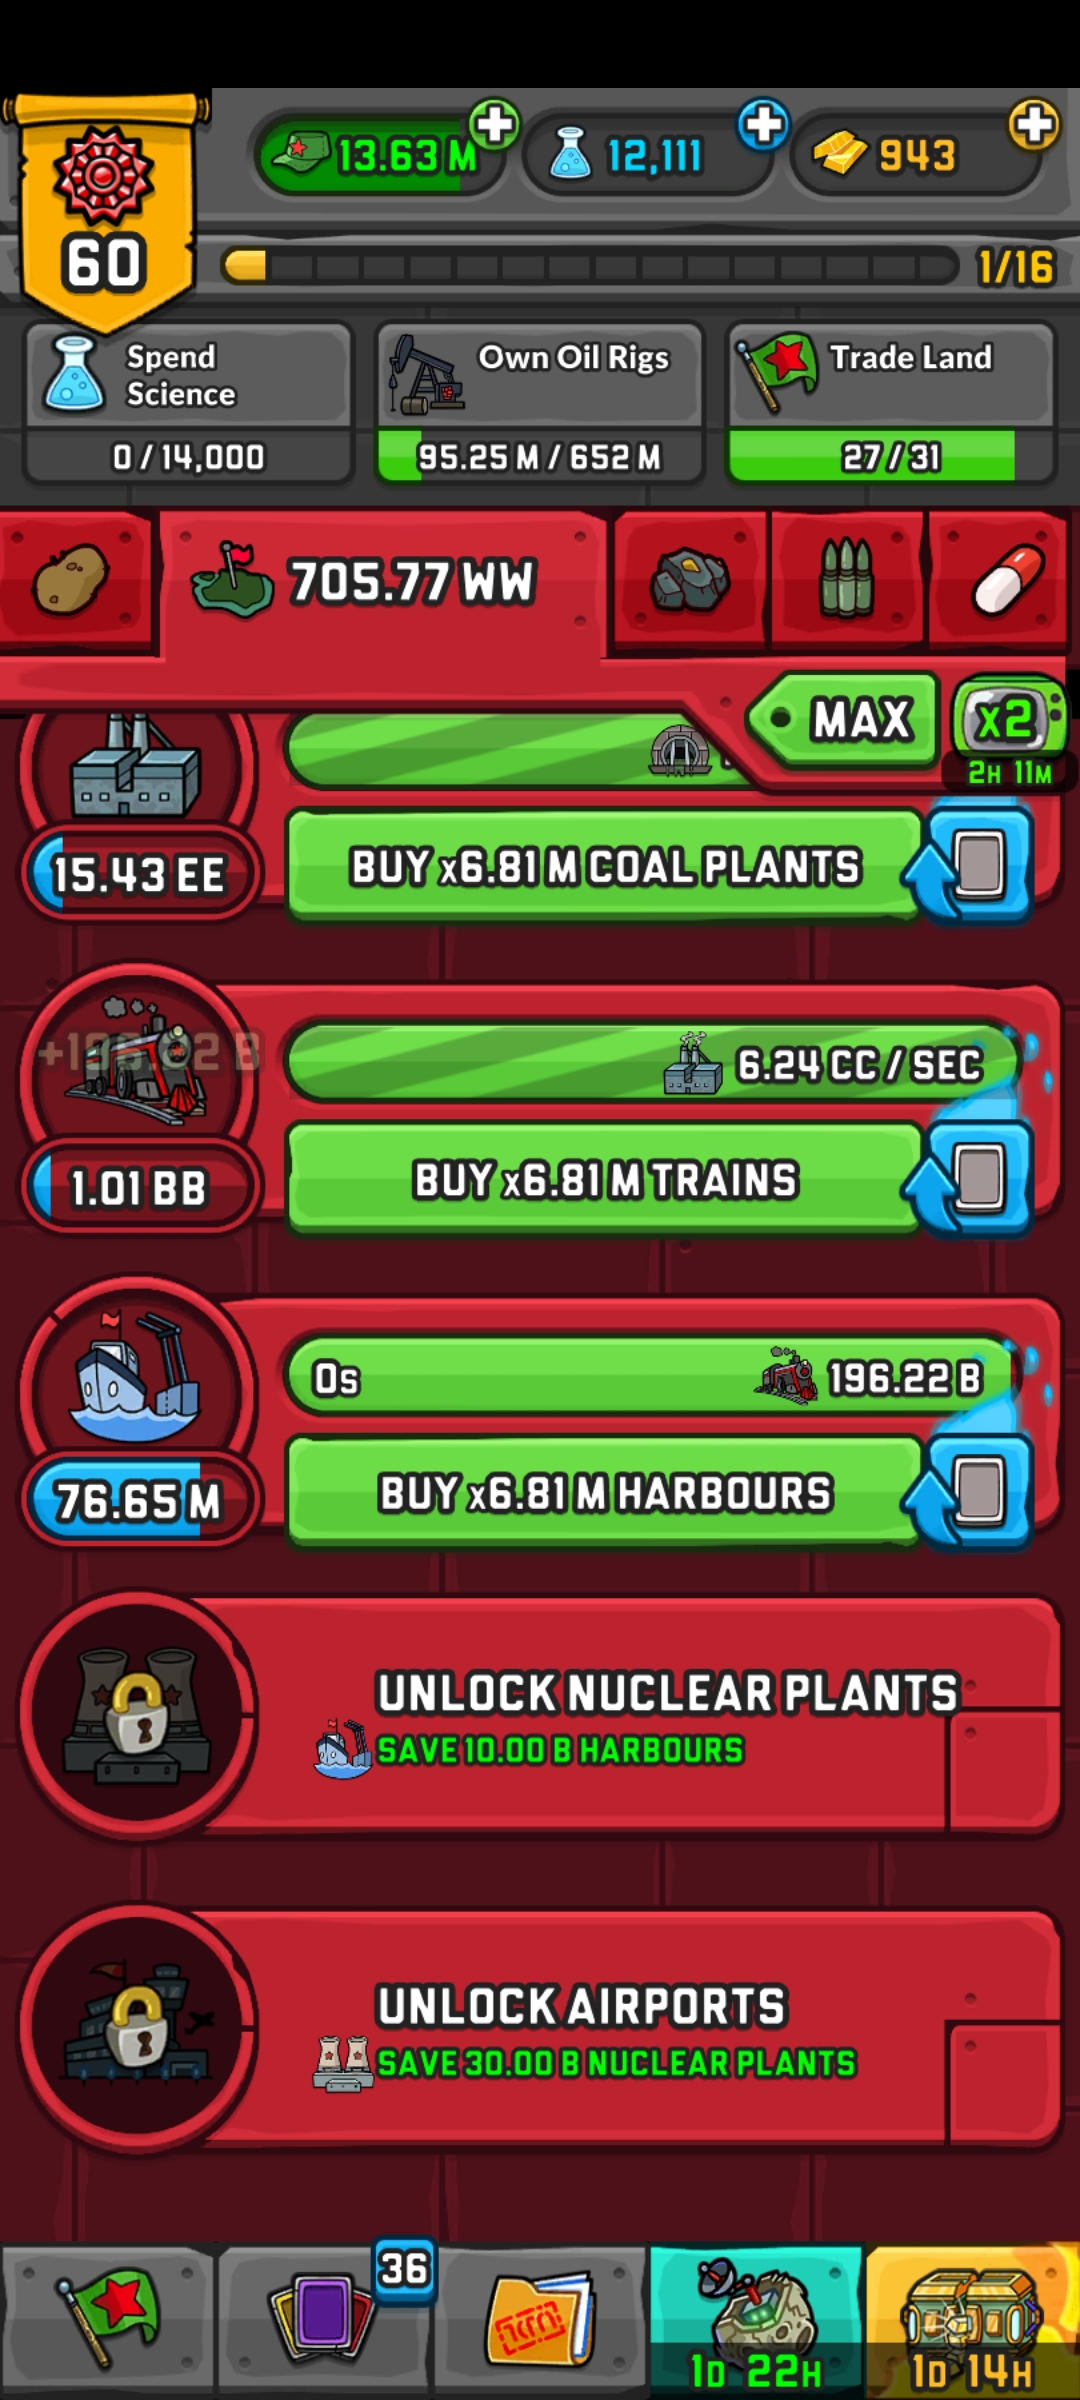 13.63 M
12,111
943
60
1/16
Spend
Science
0 / 14,000
Own Oil Rigs
95.25 M / 652 M
Trade Land
27 / 31
705.77 WW
MAX
x2
2H 11M
15.43 EE
BUY x6.81 M COAL PLANTS
6.24 CC / SEC
1.01 BB
BUY x6.81 M TRAINS
0s
196.22 B
76.65 M
BUY x6.81 M HARBOURS
UNLOCK NUCLEAR PLANTS
SAVE 10.00 B HARBOURS
UNLOCK AIRPORTS
SAVE 30.00 B NUCLEAR PLANTS
36
1D 22H
1D 14H